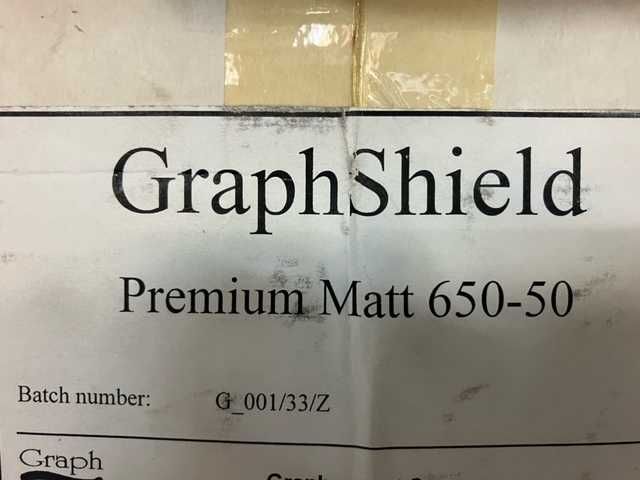 GraphShield
Premium Matt 650-50
Batch number: G_001/33/Z
Graph